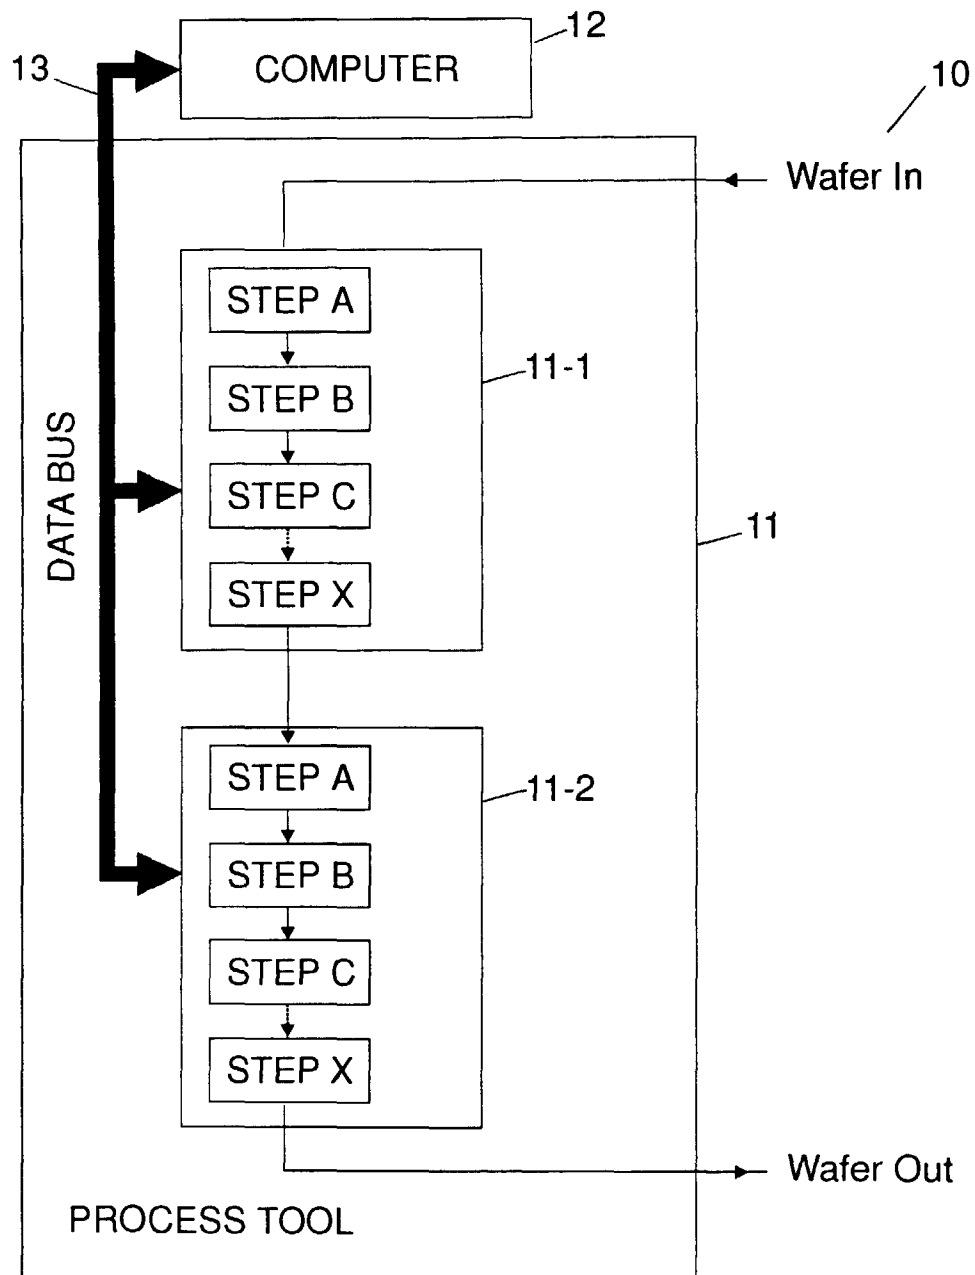 12
COMPUTER
13
10
Wafer In
STEP A
11-1
STEP B
DATA BUS
STEP C
11
STEP X
STEP A
11-2
STEP B
STEP C
STEP X
Wafer Out
PROCESS TOOL